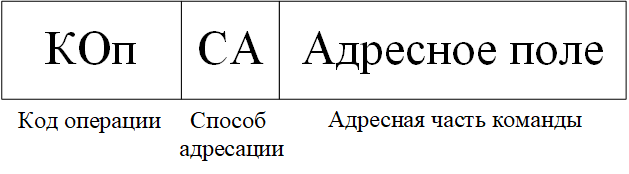 КОп СА Адресное поле
Код операции Способ адресации Адресная часть команды